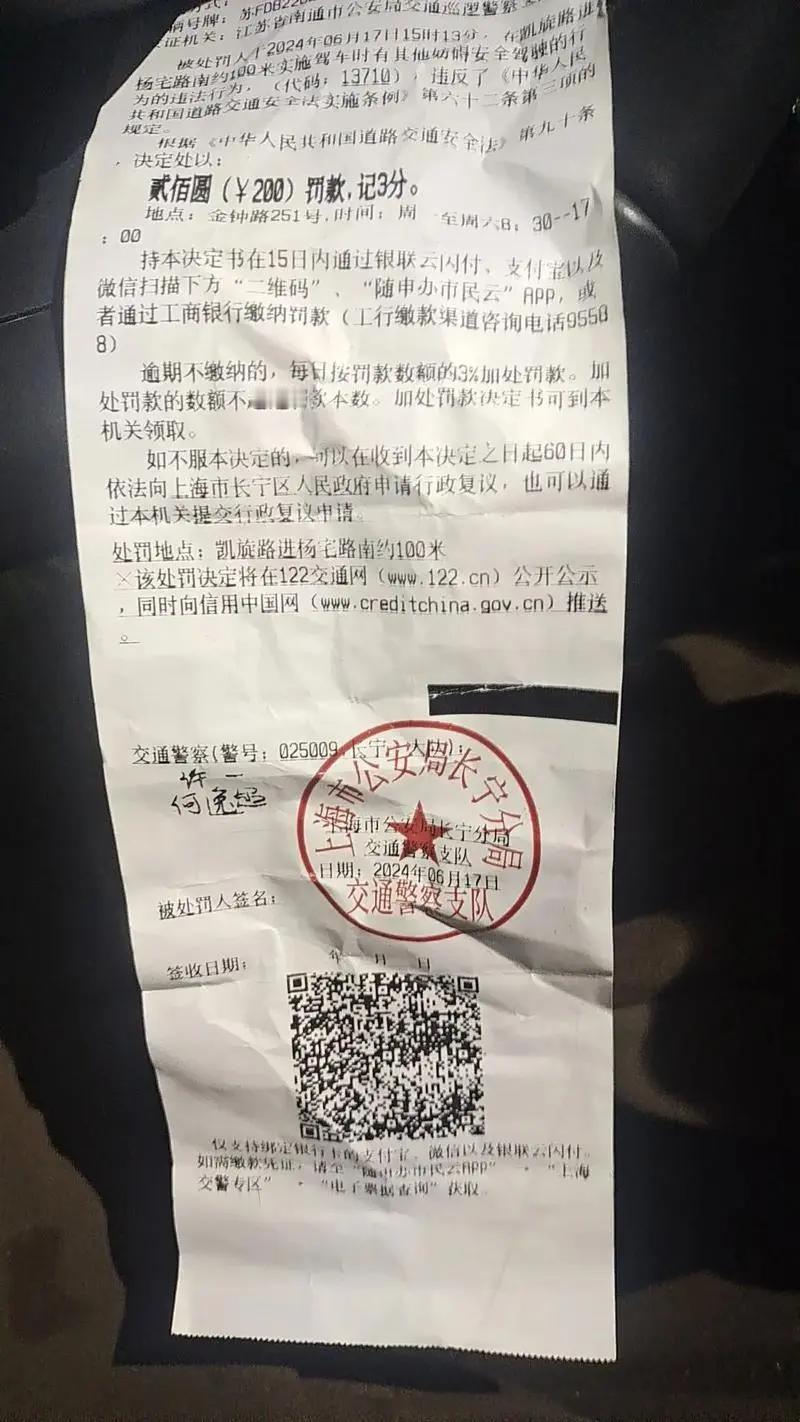 号牌：苏FDB220
证机关：江苏省南通市公安局交通巡逻警察
被处罚人于2024年06月17日15时13分，在凯旋路进
杨宅路南约100米实施驾车时有其他妨碍安全驾驶的行
为的违法行为，（代码：13710），违反了《中华人民
共和国道路交通安全法实施条例》第六十二条第三项的
规定。
根据《中华人民共和国道路交通安全法》第九十条
，决定处以：
贰佰圆（￥200）罚款，记3分。
地点：金钟路251号，时间：周一至周六8：30--17
：00
持本决定书在15日内通过银联云闪付、支付宝以及
微信扫描下方“二维码”、“随申办市民云”APP，或
者通过工商银行缴纳罚款（工行缴款渠道咨询电话9558
8）
逾期不缴纳的，每日按罚款数额的3%加处罚款。加
处罚款的数额不款本数。加处罚款决定书可到本
机关领取。
如不服本决定的，可以在收到本决定之日起60日内
依法向上海市长宁区人民政府申请行政复议，也可以通
过本机关提交行政复议申请。
处罚地点：凯旋路进杨宅路南约100米
※该处罚决定将在122交通网（www.122.cn）公开公示
，同时向信用中国网（www.creditchina.gov.cn）推送
。
交通警察(警号：025009,长宁
许一
何逸超
上海市公安局长宁分局
上海市公安局长宁分局
交通警察支队
日期：2024年06月17日
交通警察支队
被处罚人签名：
签收日期： 年 月 日
仅支持绑定银行卡的支付宝、微信以及银联云闪付。
如需缴款凭证，请至“随申办市民云APP”-“上海
交警专区”-“电子票据查询”获取。